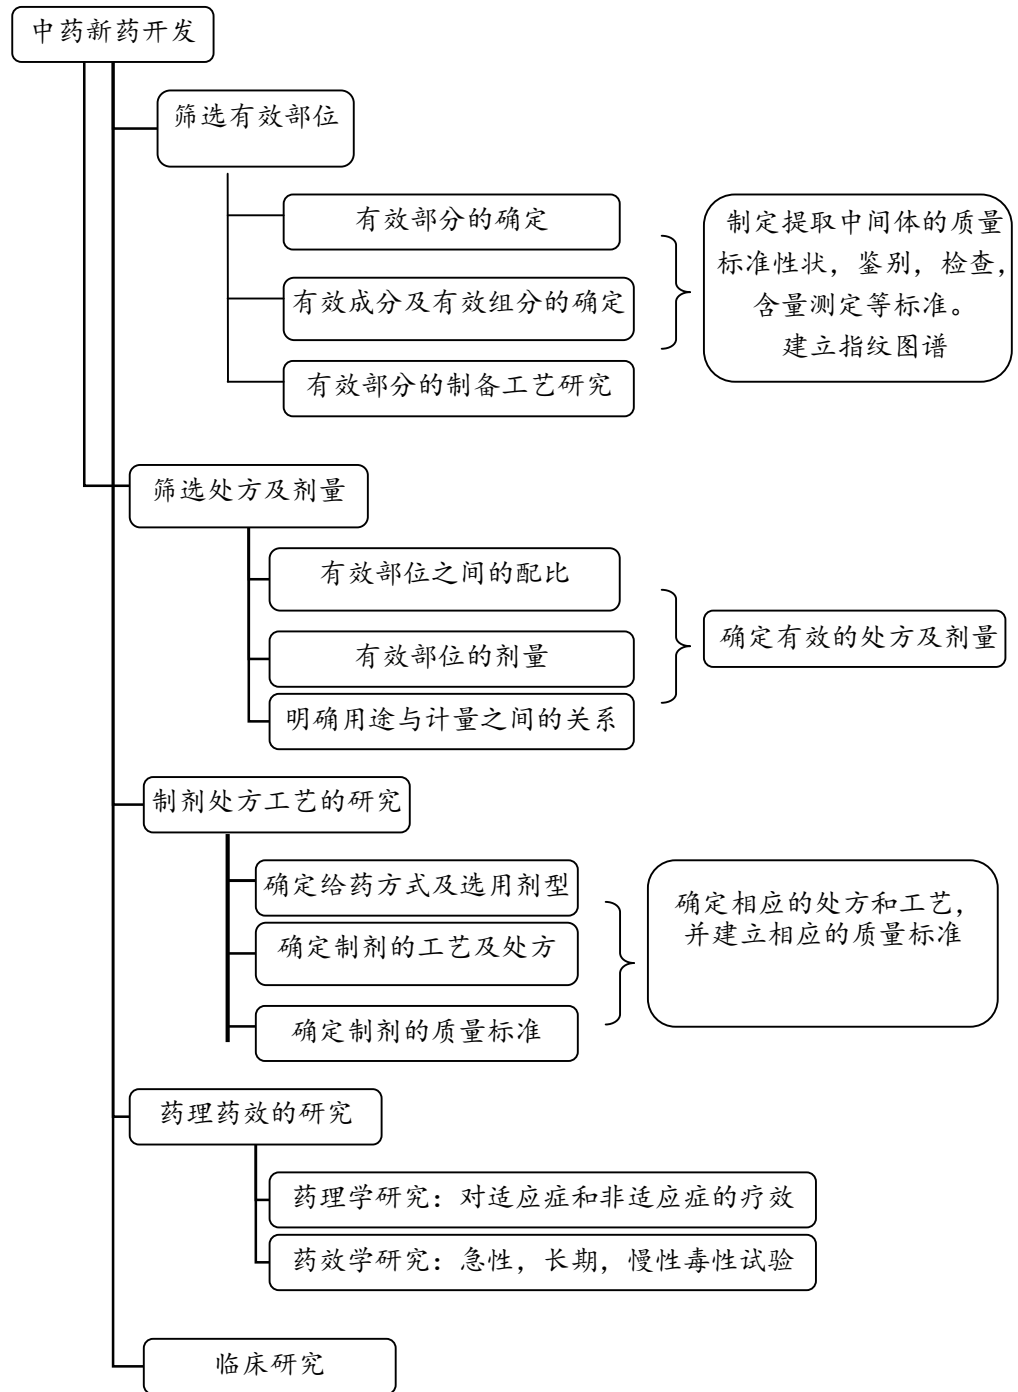 中药新药开发
筛选有效部位
有效部分的确定
有效成分及有效组分的确定
有效部分的制备工艺研究
制定提取中间体的质量
标准性状，鉴别，检查，
含量测定等标准。
建立指纹图谱
筛选处方及剂量
有效部位之间的配比
有效部位的剂量
明确用途与计量之间的关系
确定有效的处方及剂量
制剂处方工艺的研究
确定给药方式及选用剂型
确定制剂的工艺及处方
确定制剂的质量标准
确定相应的处方和工艺，
并建立相应的质量标准
药理药效的研究
药理学研究：对适应症和非适应症的疗效
药效学研究：急性，长期，慢性毒性试验
临床研究